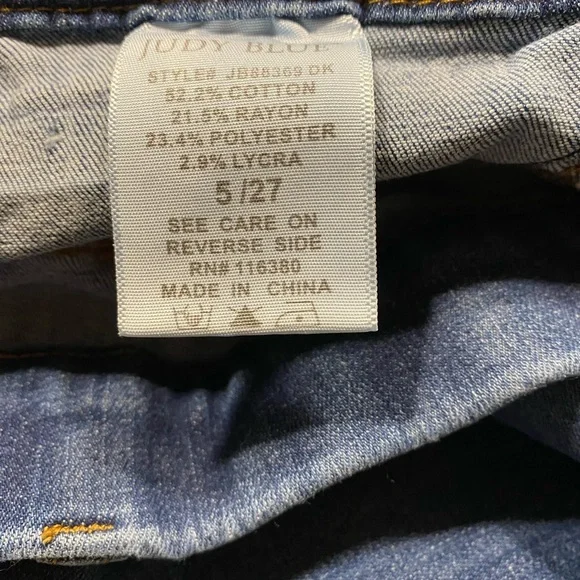 JUDY BLUE
STYLE# JB88369 DK
52.2% COTTON
21.5% RAYON
23.4% POLYESTER
2.9% LYCRA
5/27
SEE CARE ON
REVERSE SIDE
RN# 116380
MADE IN CHINA